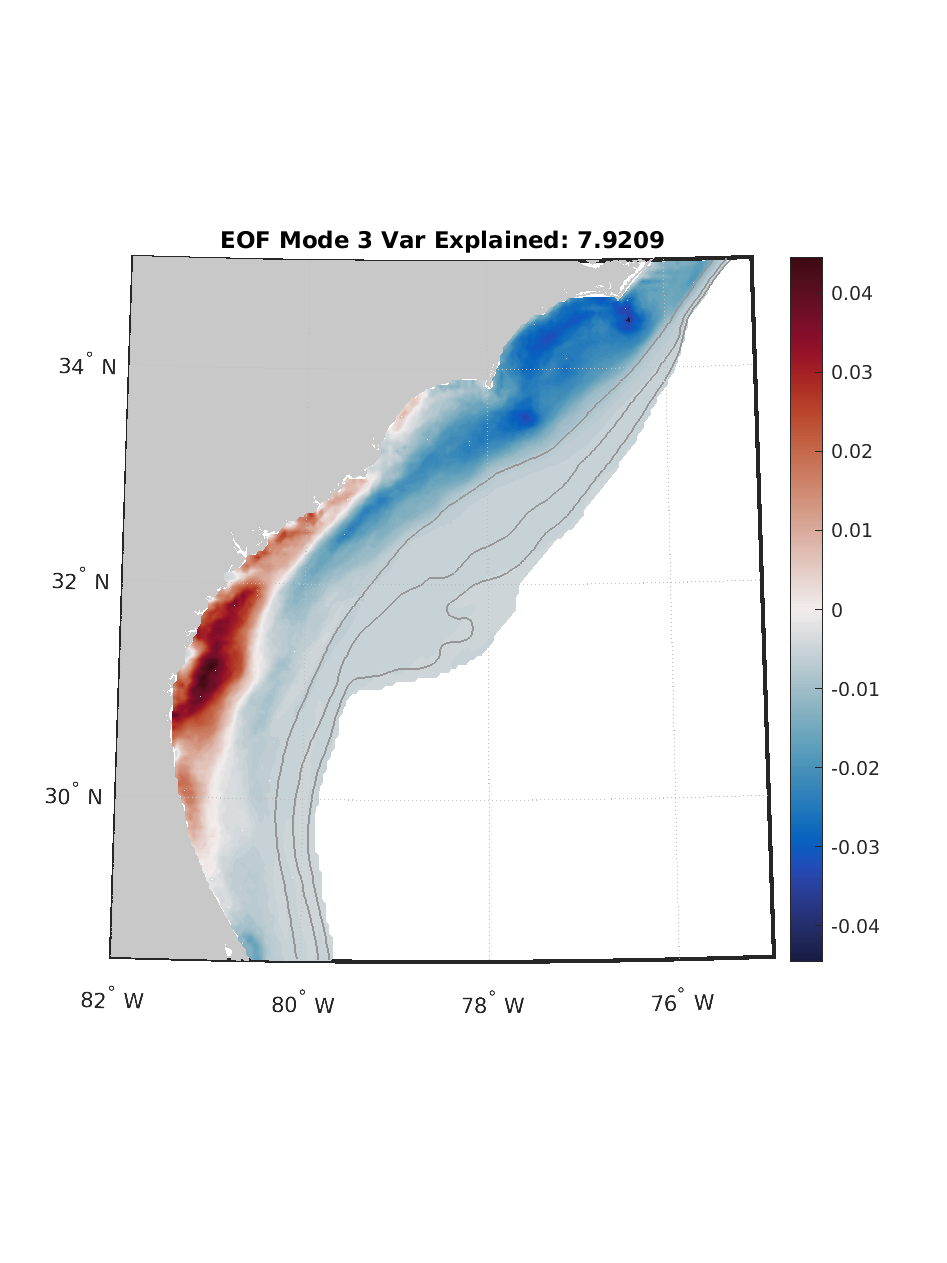 EOF Mode 3 Var Explained: 7.9209
34° N
32° N
30° N
82° W
80° W
78° W
76° W
0.04
0.03
0.02
0.01
0
-0.01
-0.02
-0.03
-0.04